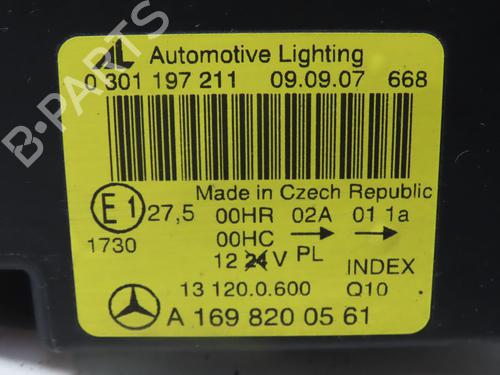 AL Automotive Lighting
0 301 197 211 09.09.07 668
Made in Czech Republic
E1 27,5 00HR 02A 01 1a
1730 00HC → →
12 24 V PL INDEX
13 120.0.600 Q10
A 169 820 05 61
B-PARTS